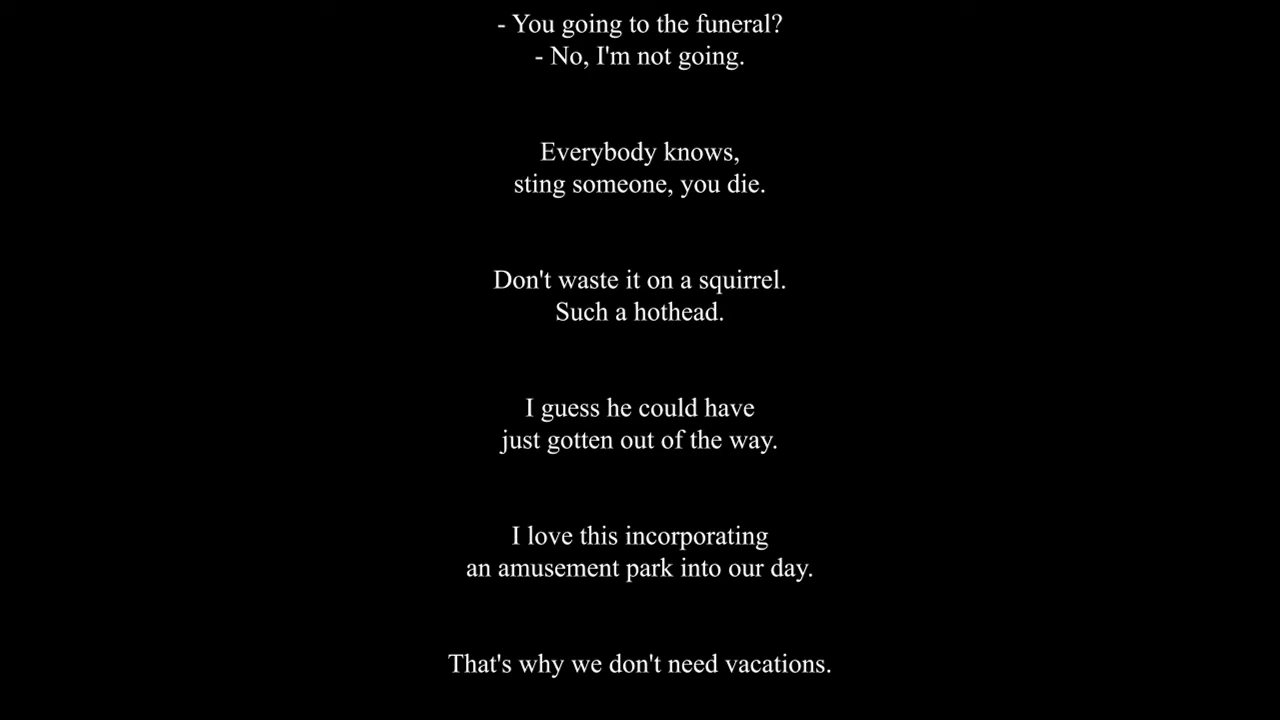 - You going to the funeral?
- No, I'm not going.
Everybody knows,
sting someone, you die.
Don't waste it on a squirrel.
Such a hothead.
I guess he could have
just gotten out of the way.
I love this incorporating
an amusement park into our day.
That's why we don't need vacations.